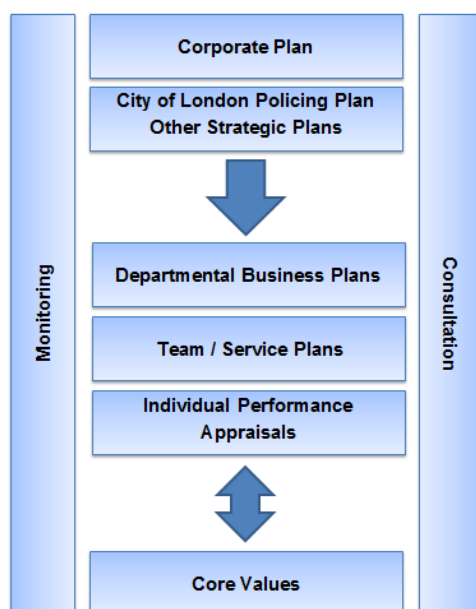 Corporate Plan
City of London Policing Plan
Other Strategic Plans
Departmental Business Plans
Team / Service Plans
Individual Performance
Appraisals
Core Values
Monitoring
Consultation